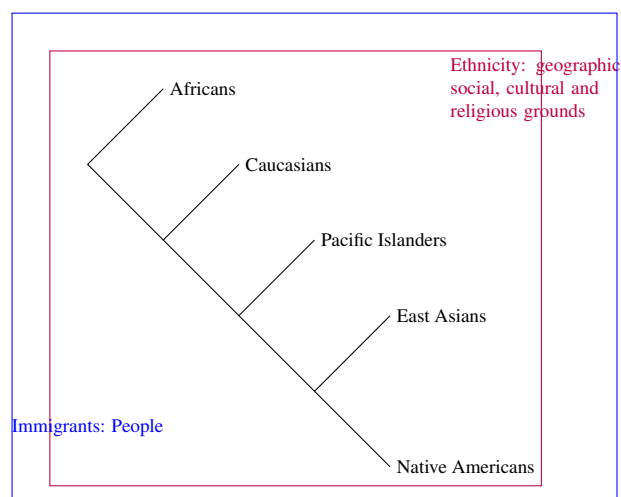 Ethnicity: geographic
social, cultural and
religious grounds
Africans
Caucasians
Pacific Islanders
East Asians
Immigrants: People
Native Americans